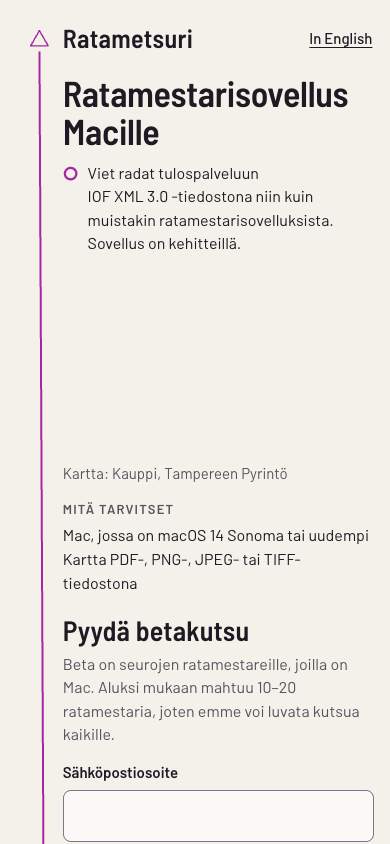 Ratametsuri
In English
Ratamestarisovellus
Macille
Viet radat tulospalveluun
IOF XML 3.0 -tiedostona niin kuin
muistakin ratamestarisovelluksista.
Sovellus on kehitteillä.
Kartta: Kauppi, Tampereen Pyrintö
MITÄ TARVITSET
Mac, jossa on macOS 14 Sonoma tai uudempi
Kartta PDF-, PNG-, JPEG- tai TIFF-
tiedostona
Pyydä betakutsu
Beta on seurojen ratamestareille, joilla on
Mac. Aluksi mukaan mahtuu 10–20
ratamestaria, joten emme voi luvata kutsua
kaikille.
Sähköpostiosoite